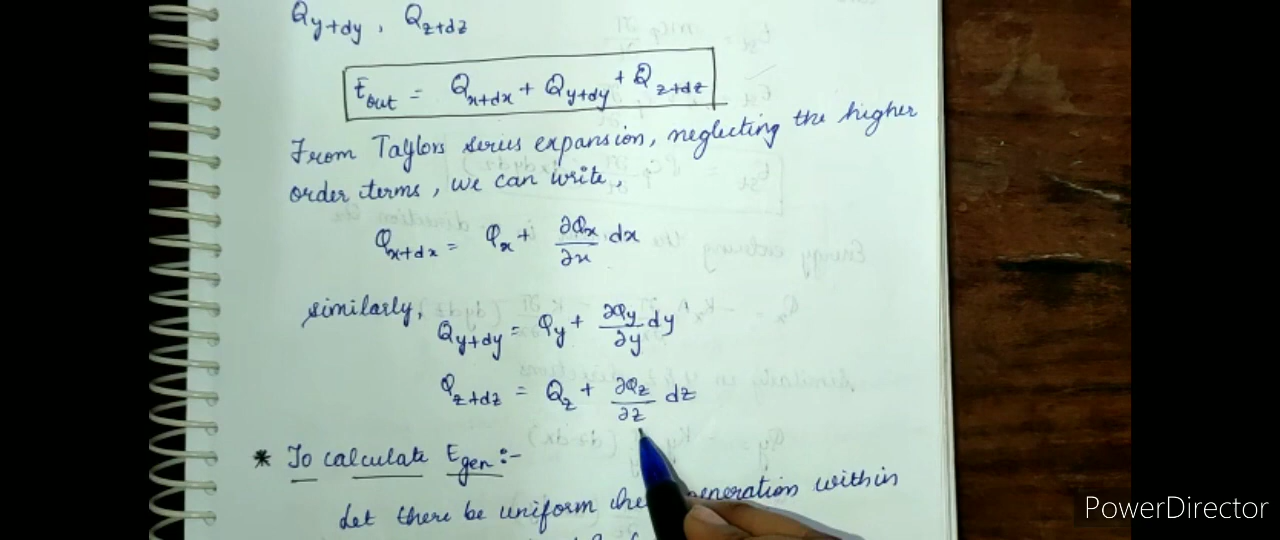 Qy+dy , Qz+dz
Eout = Qx+dx + Qy+dy + Qz+dz
From Taylors series expansion, neglecting the higher
order terms, we can write,
Qx+dx = Qx + ∂Qx/∂x dx
similarly, Qy+dy = Qy + ∂Qy/∂y dy
Qz+dz = Qz + ∂Qz/∂z dz
* To calculate Egen :-
Let there be uniform generation within
PowerDirector